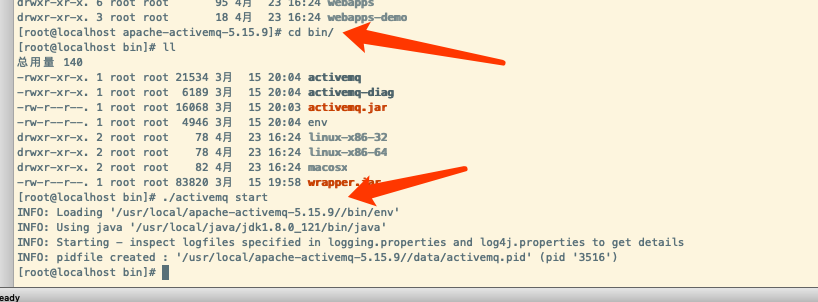 drwxr-xr-x. 6 root root    95 4月  23 16:24 webapps
drwxr-xr-x. 3 root root    18 4月  23 16:24 webapps-demo
[root@localhost apache-activemq-5.15.9]# cd bin/
[root@localhost bin]# ll
总用量 140
-rwxr-xr-x. 1 root root 21534 3月  15 20:04 activemq
-rwxr-xr-x. 1 root root  6189 3月  15 20:04 activemq-diag
-rw-r--r--. 1 root root 16068 3月  15 20:03 activemq.jar
-rw-r--r--. 1 root root  4946 3月  15 20:04 env
drwxr-xr-x. 2 root root    78 4月  23 16:24 linux-x86-32
drwxr-xr-x. 2 root root    78 4月  23 16:24 linux-x86-64
drwxr-xr-x. 2 root root    82 4月  23 16:24 macosx
-rw-r--r--. 1 root root 83820 3月  15 19:58 wrapper.jar
[root@localhost bin]# ./activemq start
INFO: Loading '/usr/local/apache-activemq-5.15.9//bin/env'
INFO: Using java '/usr/local/java/jdk1.8.0_121/bin/java'
INFO: Starting - inspect logfiles specified in logging.properties and log4j.properties to get details
INFO: pidfile created : '/usr/local/apache-activemq-5.15.9//data/activemq.pid' (pid '3516')
[root@localhost bin]#
eady